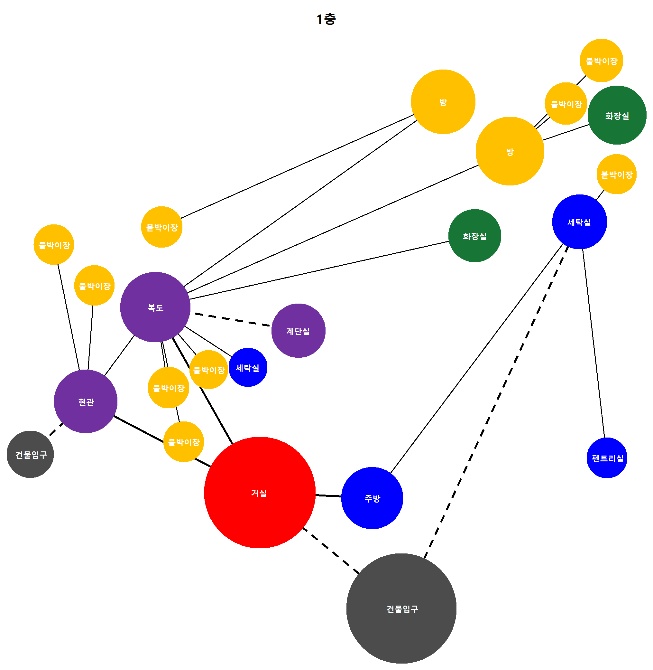 1층
붙박이장
방
붙박이장
화장실
방
붙박이장
붙박이장
세탁실
화장실
붙박이장
붙박이장
복도
계단실
세탁실
붙박이장
붙박이장
현관
붙박이장
건물입구
펜트리실
거실
주방
건물입구